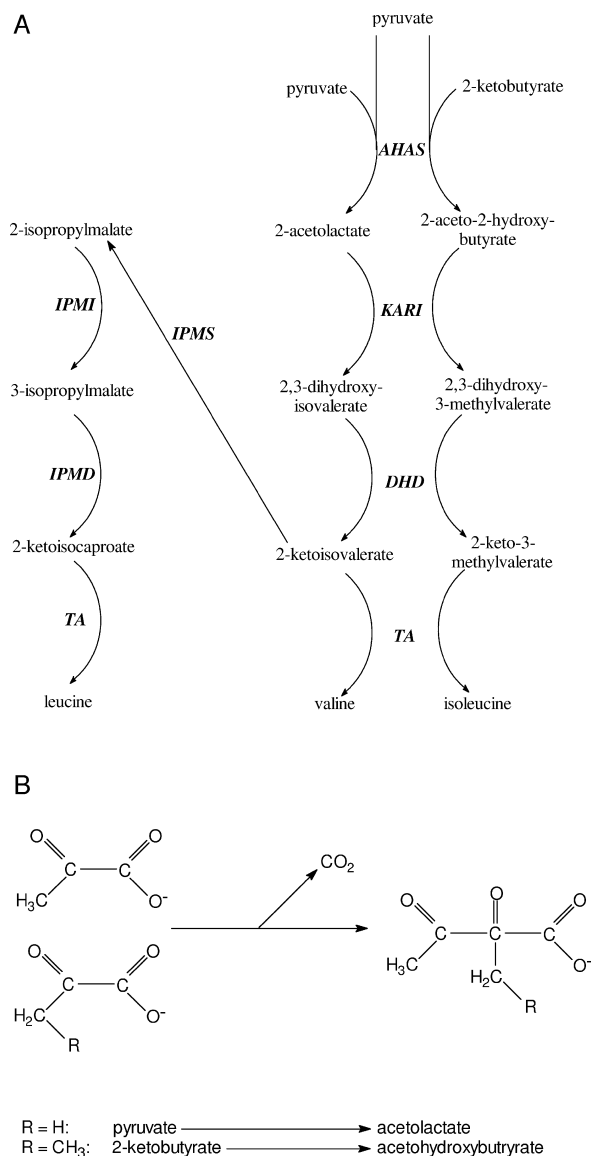 A
pyruvate
pyruvate
2-ketobutyrate
AHAS
2-isopropylmalate
2-acetolactate
2-aceto-2-hydroxy-
butyrate
IPMI
IPMS
KARI
3-isopropylmalate
2,3-dihydroxy-
isovalerate
2,3-dihydroxy-
3-methylvalerate
IPMD
DHD
2-ketoisocaproate
2-ketoisovalerate
2-keto-3-
methylvalerate
TA
TA
leucine
valine
isoleucine
B
O O
C C
H3C O-
CO2
O O
C C
H2C O-
R
O O O
C C C
H3C H2C O-
R
R = H: pyruvate acetolactate
R = CH3: 2-ketobutyrate acetohydroxybutryrate